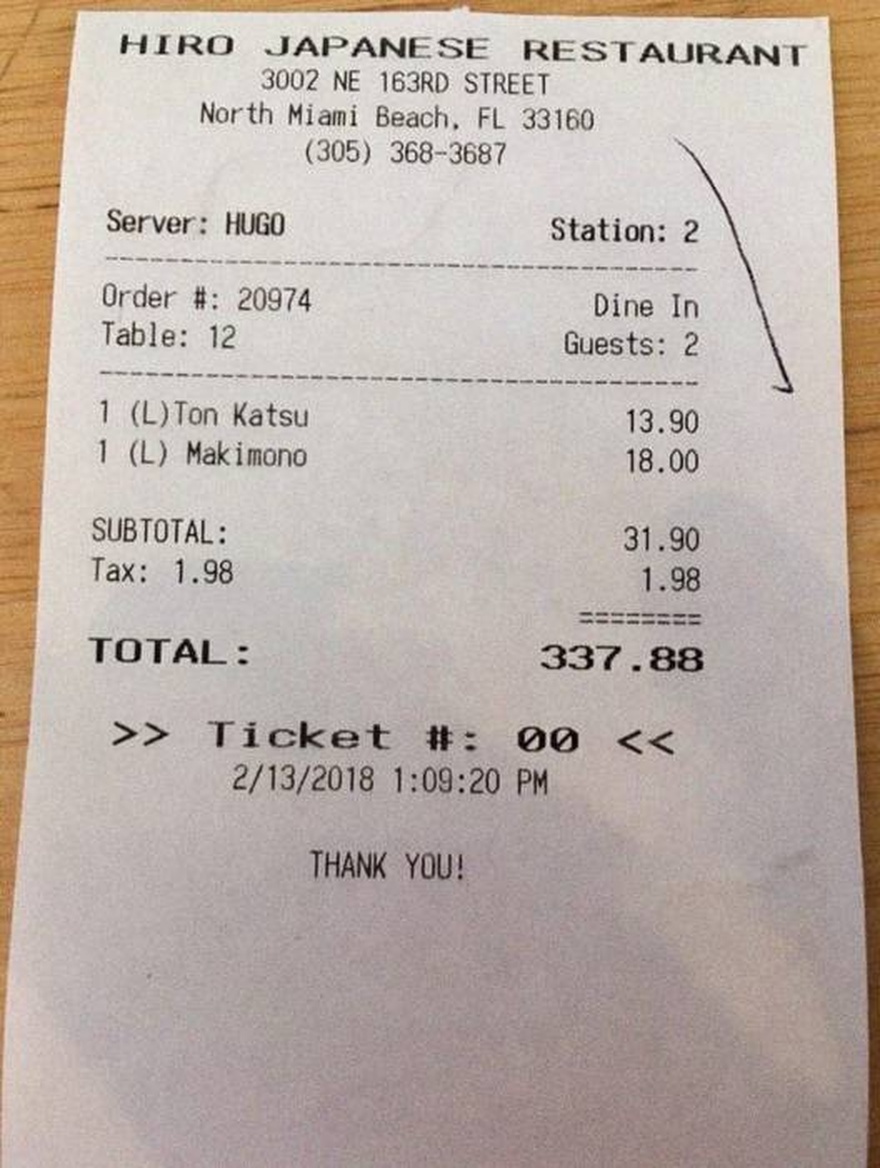 HIRO JAPANESE RESTAURANT
3002 NE 163RD STREET
North Miami Beach, FL 33160
(305) 368-3687
Server: HUGO Station: 2
Order #: 20974 Dine In
Table: 12 Guests: 2
1 (L)Ton Katsu 13.90
1 (L) Makimono 18.00
SUBTOTAL: 31.90
Tax: 1.98 1.98
========
TOTAL: 337.88
>> Ticket #: 00 <<
2/13/2018 1:09:20 PM
THANK YOU!